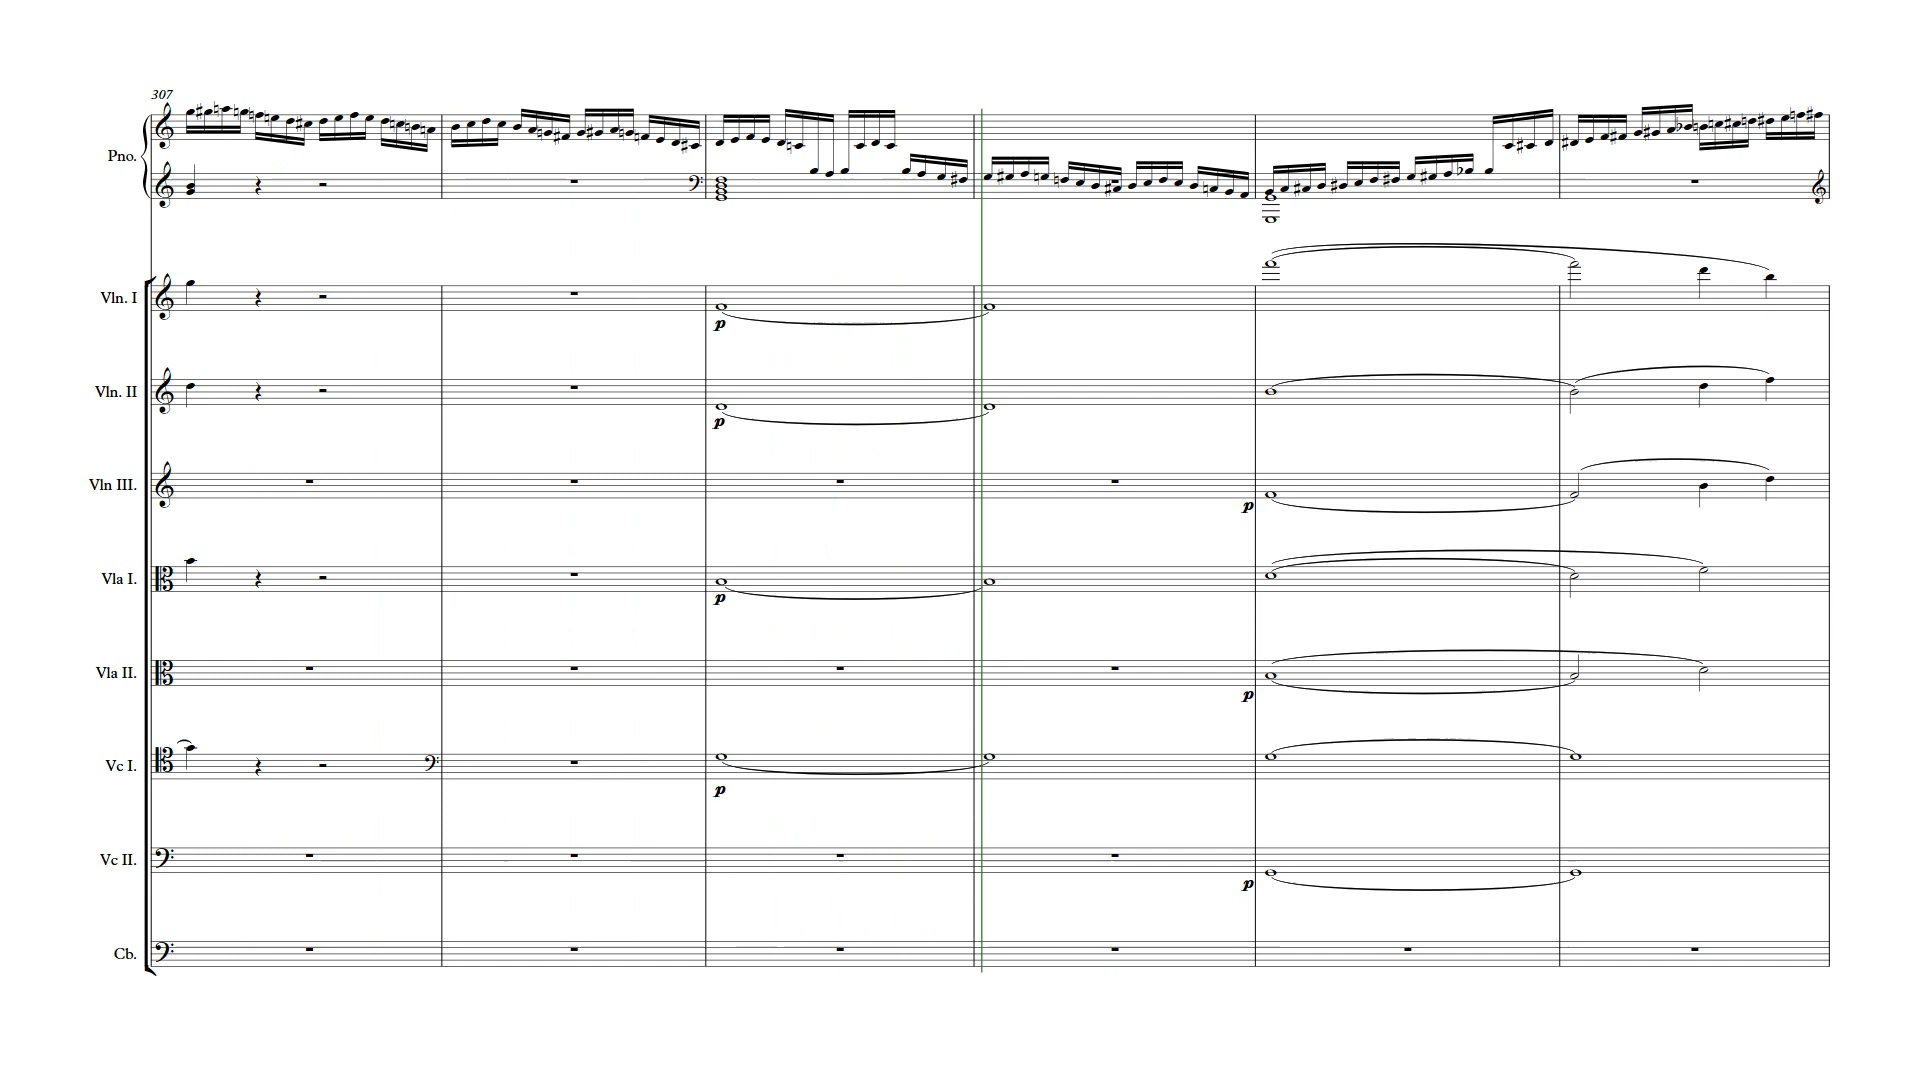 307
Pno.
Vln. I
p
Vln. II
p
Vln III.
p
Vla I.
p
Vla II.
p
Vc I.
p
Vc II.
p
Cb.